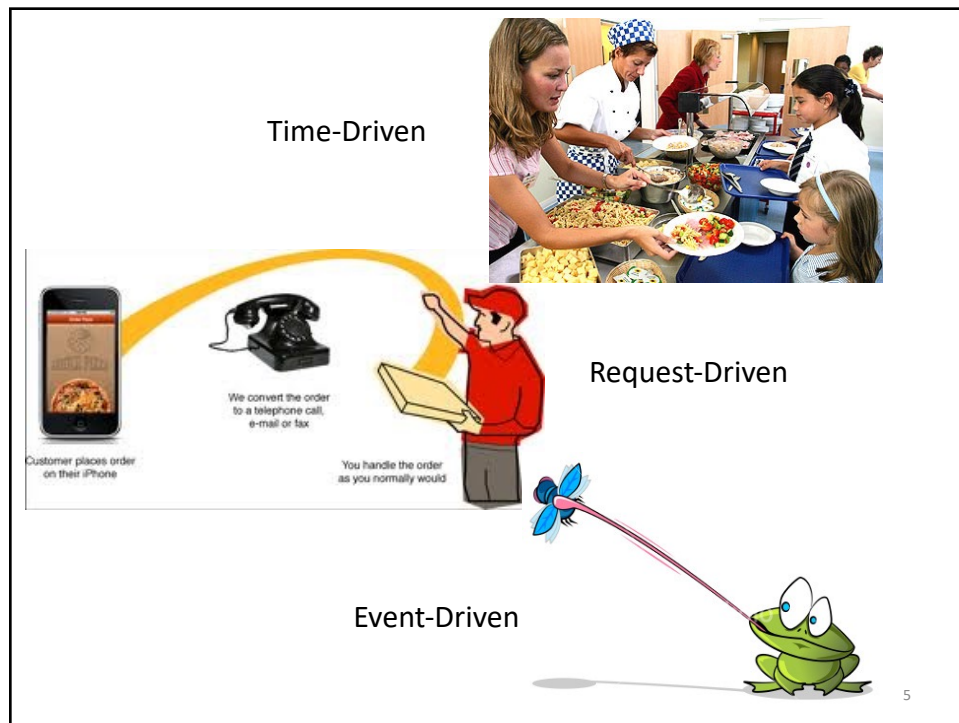 Time-Driven
We convert the order
to a telephone call,
e-mail or fax
Customer places order
on their iPhone
You handle the order
as you normally would
Request-Driven
Event-Driven
5